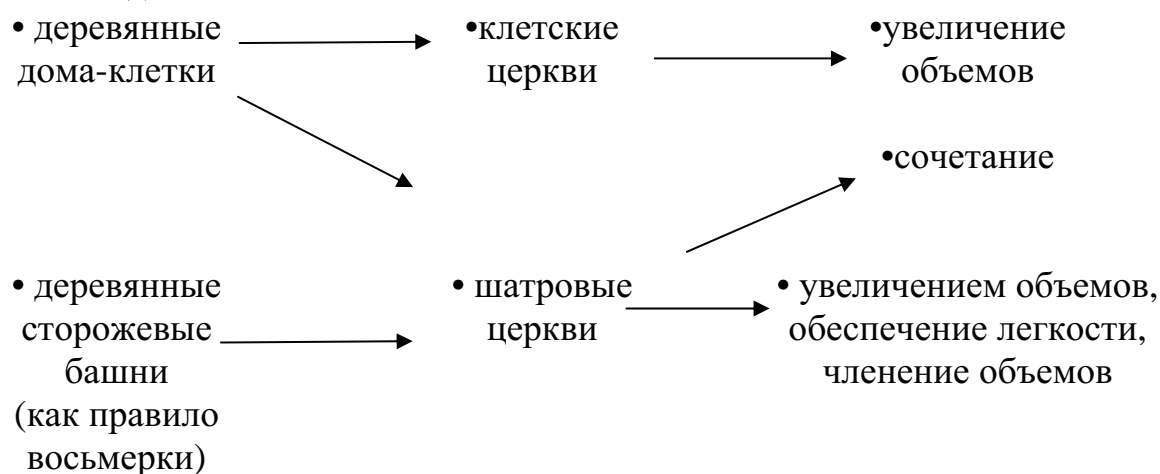 • деревянные
дома-клетки
•клетские
церкви
•увеличение
объемов
•сочетание
• деревянные
сторожевые
башни
(как правило
восьмерки)
• шатровые
церкви
• увеличением объемов,
обеспечение легкости,
членение объемов